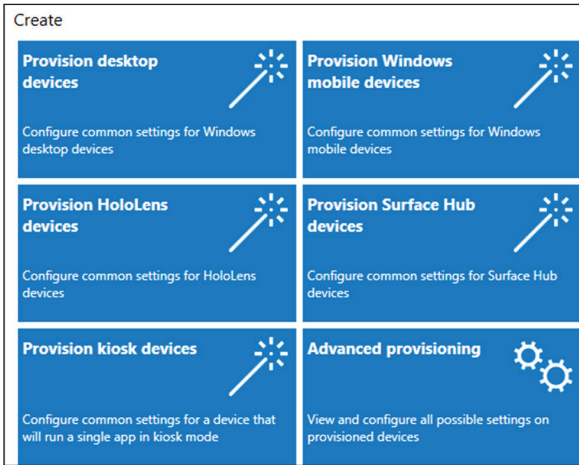 Create
Provision desktop
devices
Configure common settings for Windows
desktop devices
Provision Windows
mobile devices
Configure common settings for Windows
mobile devices
Provision HoloLens
devices
Configure common settings for HoloLens
devices
Provision Surface Hub
devices
Configure common settings for Surface Hub
devices
Provision kiosk devices
Configure common settings for a device that
will run a single app in kiosk mode
Advanced provisioning
View and configure all possible settings on
provisioned devices